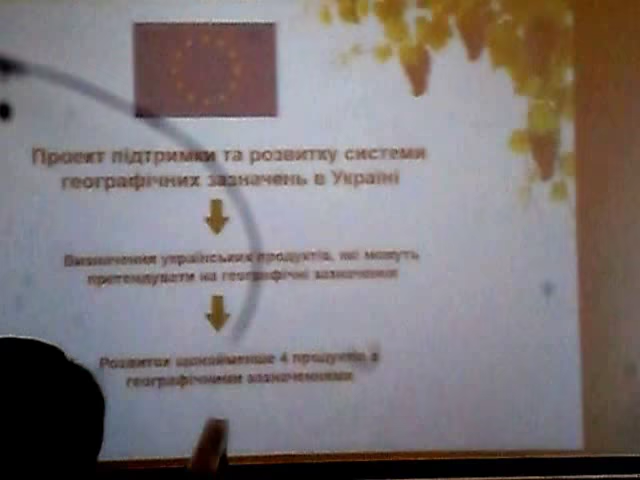 Проект підтримки та розвитку системи
географічних зазначень в Україні
Визначення українських продуктів, які можуть
претендувати на географічні зазначення
Розвиток щонайменше 4 продуктів з
географічними зазначеннями